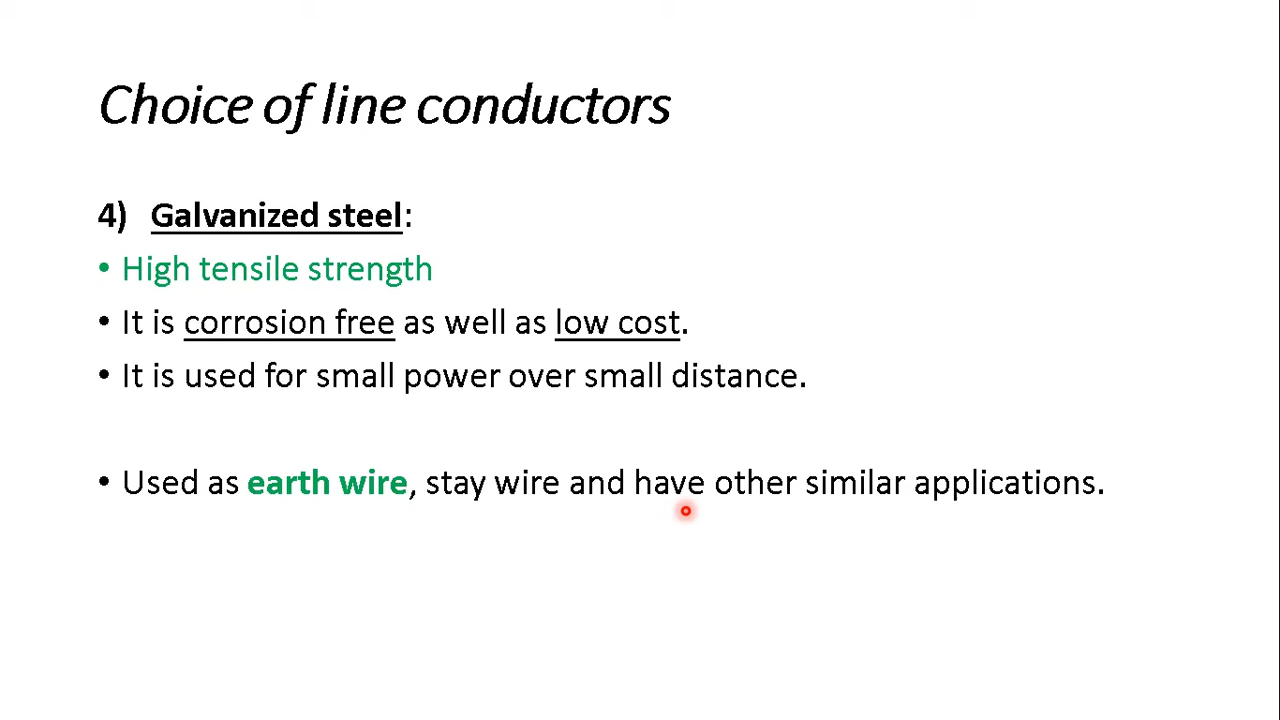 Choice of line conductors
4) Galvanized steel:
• High tensile strength
• It is corrosion free as well as low cost.
• It is used for small power over small distance.
• Used as earth wire, stay wire and have other similar applications.